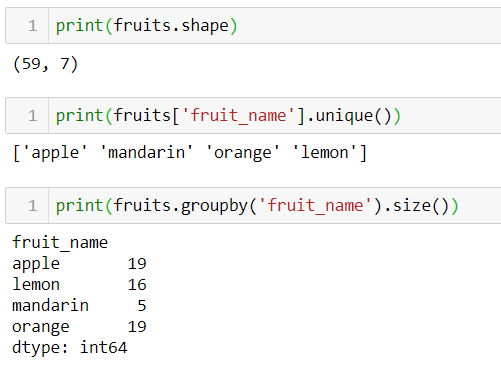 1 print(fruits.shape)
(59, 7)
1 print(fruits['fruit_name'].unique())
['apple' 'mandarin' 'orange' 'lemon']
1 print(fruits.groupby('fruit_name').size())
fruit_name
apple       19
lemon       16
mandarin     5
orange      19
dtype: int64